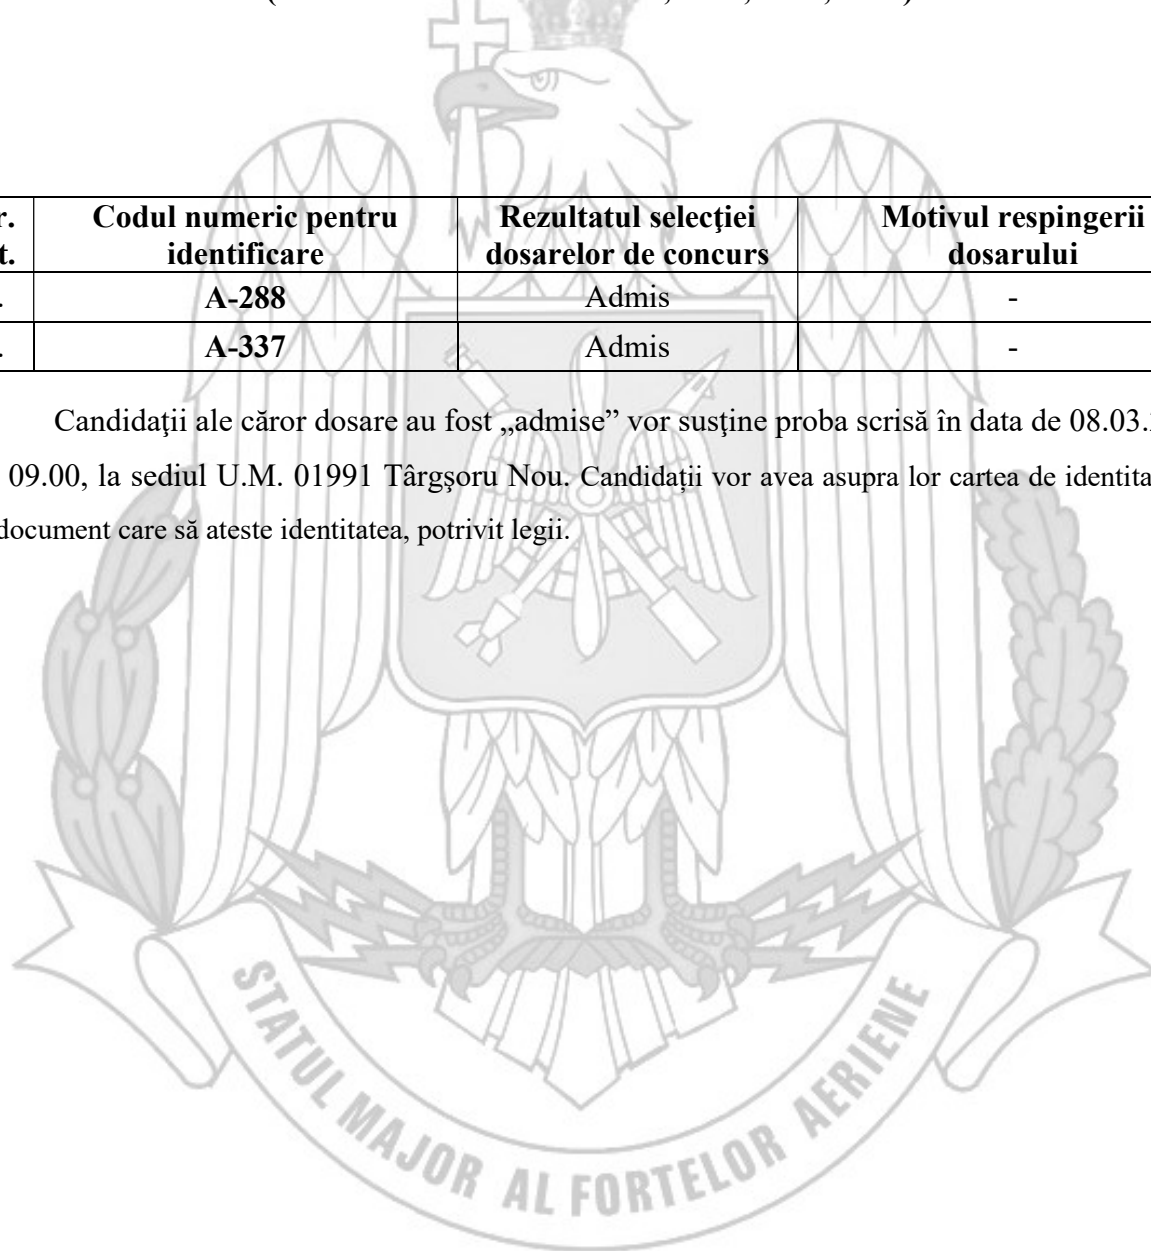 Codul numeric pentru Rezultatul selecţiei Motivul respingerii
identificare dosarelor de concurs dosarului
A-288 Admis -
A-337 Admis -
Candidaţii ale căror dosare au fost „admise” vor susţine proba scrisă în data de 08.03.
09.00, la sediul U.M. 01991 Târgşoru Nou. Candidații vor avea asupra lor cartea de
document care să ateste identitatea, potrivit legii.
STATUL MAJOR AL FORTELOR AERIENE